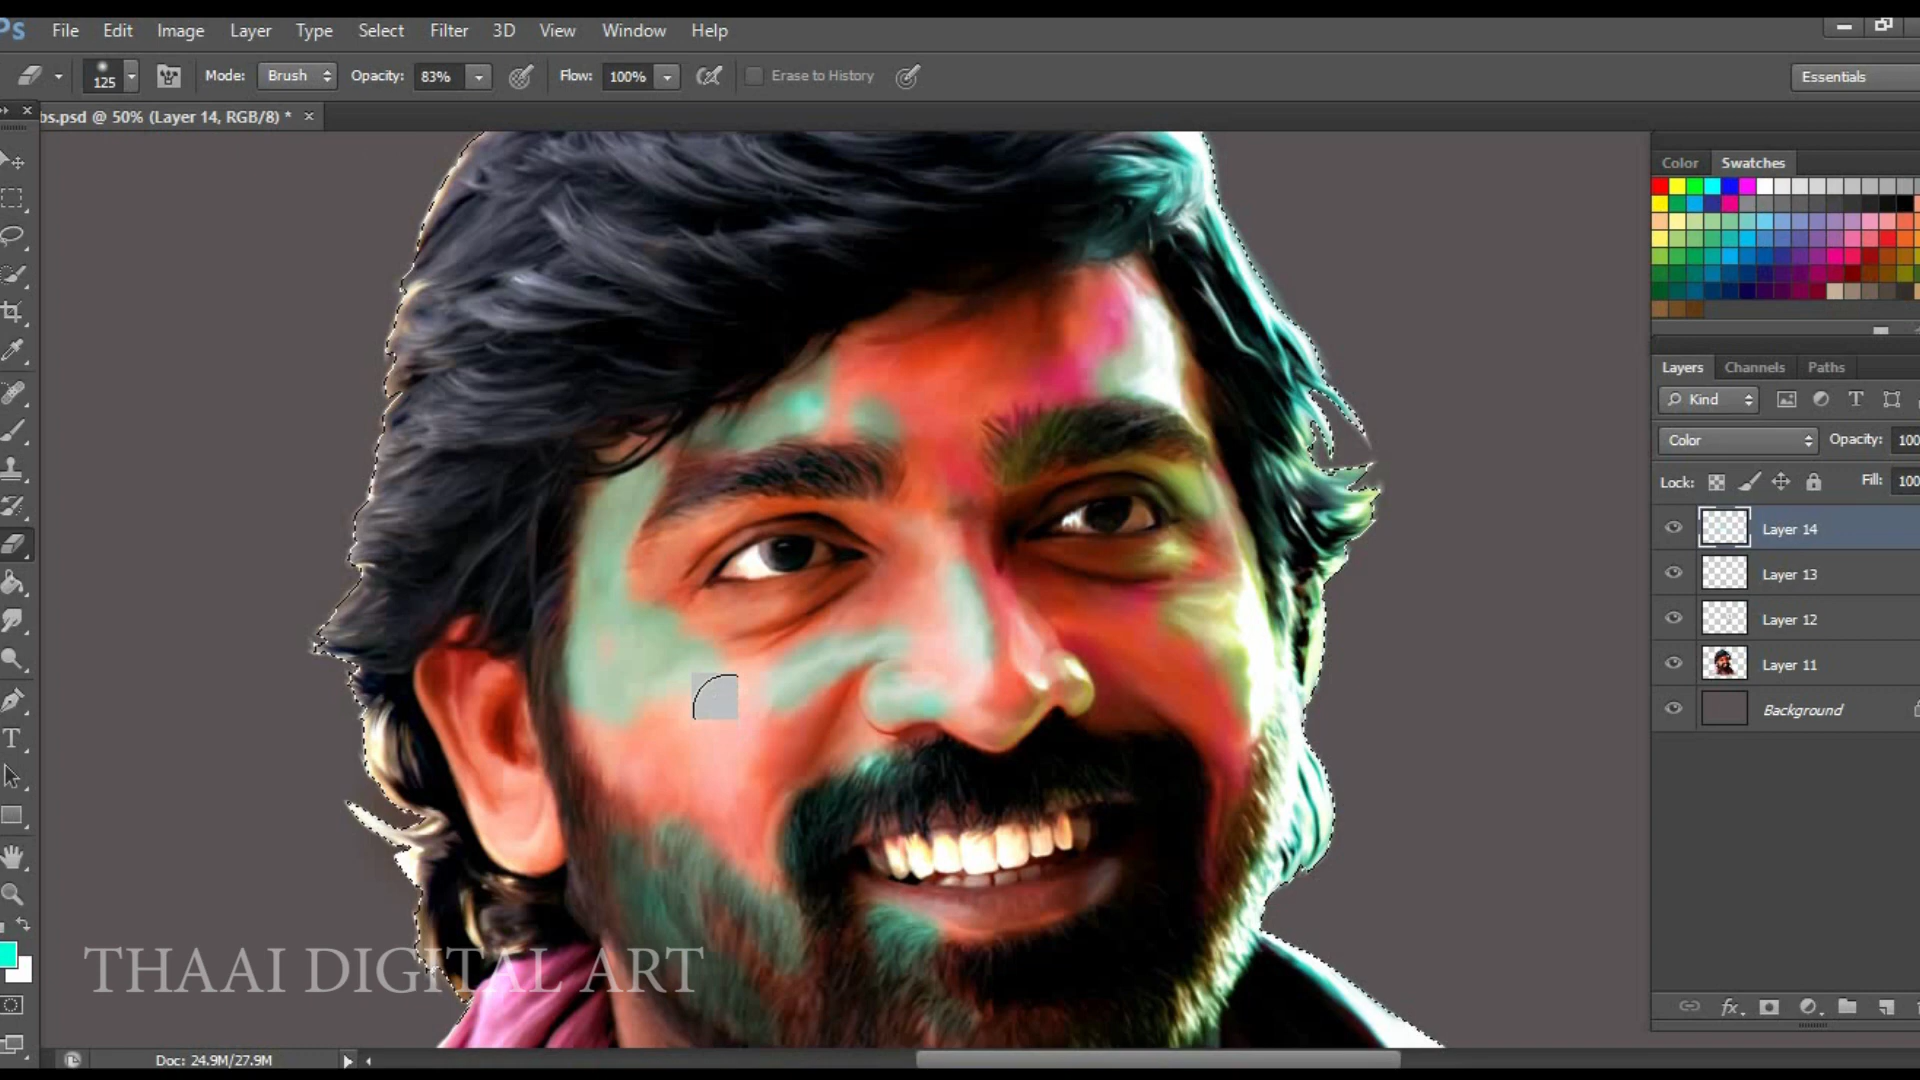 Ps File Edit Image Layer Type Select Filter 3D View Window Help
125 Mode: Brush Opacity: 83% Flow: 100% Erase to History Essentials
bs.psd @ 50% (Layer 14, RGB/8) * ×
Color Swatches
Layers Channels Paths
Kind
Color Opacity: 100
Lock: Fill: 100
Layer 14
Layer 13
Layer 12
Layer 11
Background
THAAI DIGITAL ART
fx
Doc: 24.9M/27.9M